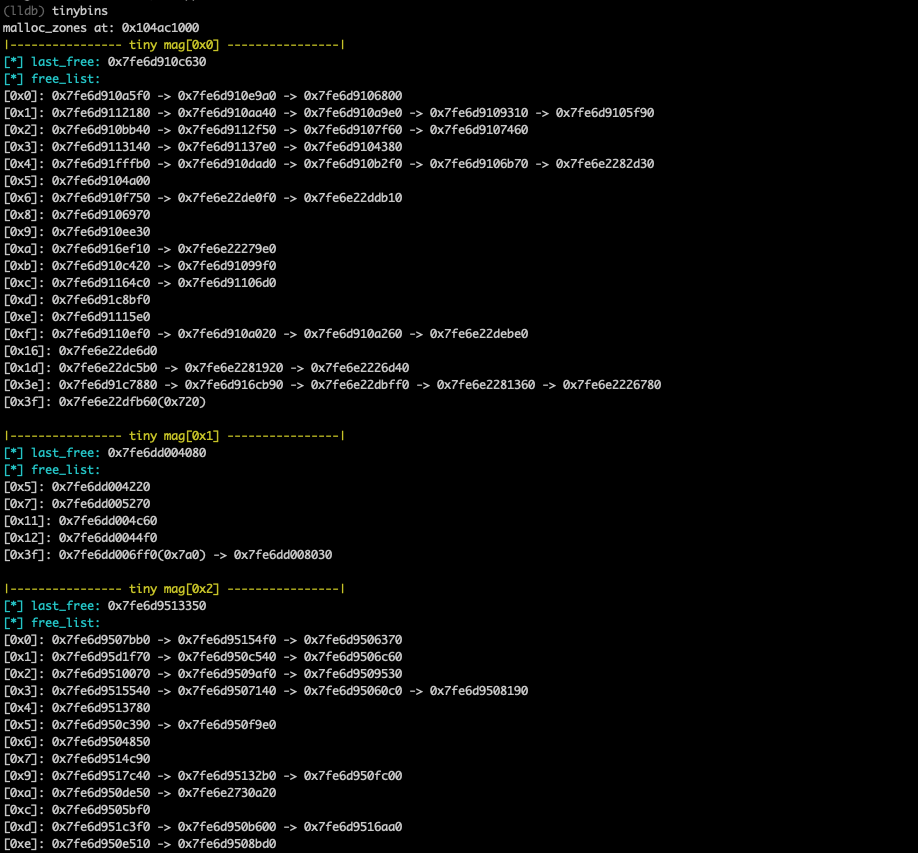 (lldb) tinybins
malloc_zones at: 0x104ac1000
|---------------- tiny mag[0x0] ----------------|
[*] last_free: 0x7fe6d910c630
[*] free_list:
[0x0]: 0x7fe6d910a5f0 -> 0x7fe6d910e9a0 -> 0x7fe6d9106800
[0x1]: 0x7fe6d9112180 -> 0x7fe6d910aa40 -> 0x7fe6d910a9e0 -> 0x7fe6d9109310 -> 0x7fe6d9105f90
[0x2]: 0x7fe6d910bb40 -> 0x7fe6d9112f50 -> 0x7fe6d9107f60 -> 0x7fe6d9107460
[0x3]: 0x7fe6d9113140 -> 0x7fe6d91137e0 -> 0x7fe6d9104380
[0x4]: 0x7fe6d91fffb0 -> 0x7fe6d910dad0 -> 0x7fe6d910b2f0 -> 0x7fe6d9106b70 -> 0x7fe6e2282d30
[0x5]: 0x7fe6d9104a00
[0x6]: 0x7fe6d910f750 -> 0x7fe6e22de0f0 -> 0x7fe6e22ddb10
[0x8]: 0x7fe6d9106970
[0x9]: 0x7fe6d910ee30
[0xa]: 0x7fe6d916ef10 -> 0x7fe6e22279e0
[0xb]: 0x7fe6d910c420 -> 0x7fe6d91099f0
[0xc]: 0x7fe6d91164c0 -> 0x7fe6d91106d0
[0xd]: 0x7fe6d91c8bf0
[0xe]: 0x7fe6d91115e0
[0xf]: 0x7fe6d9110ef0 -> 0x7fe6d910a020 -> 0x7fe6d910a260 -> 0x7fe6e22debe0
[0x16]: 0x7fe6e22de6d0
[0x1d]: 0x7fe6e22dc5b0 -> 0x7fe6e2281920 -> 0x7fe6e2226d40
[0x3e]: 0x7fe6d91c7880 -> 0x7fe6d916cb90 -> 0x7fe6e22dbff0 -> 0x7fe6e2281360 -> 0x7fe6e2226780
[0x3f]: 0x7fe6e22dfb60(0x720)
|---------------- tiny mag[0x1] ----------------|
[*] last_free: 0x7fe6dd004080
[*] free_list:
[0x5]: 0x7fe6dd004220
[0x7]: 0x7fe6dd005270
[0x11]: 0x7fe6dd004c60
[0x12]: 0x7fe6dd0044f0
[0x3f]: 0x7fe6dd006ff0(0x7a0) -> 0x7fe6dd008030
|---------------- tiny mag[0x2] ----------------|
[*] last_free: 0x7fe6d9513350
[*] free_list:
[0x0]: 0x7fe6d9507bb0 -> 0x7fe6d95154f0 -> 0x7fe6d9506370
[0x1]: 0x7fe6d95d1f70 -> 0x7fe6d950c540 -> 0x7fe6d9506c60
[0x2]: 0x7fe6d9510070 -> 0x7fe6d9509af0 -> 0x7fe6d9509530
[0x3]: 0x7fe6d9515540 -> 0x7fe6d9507140 -> 0x7fe6d95060c0 -> 0x7fe6d9508190
[0x4]: 0x7fe6d9513780
[0x5]: 0x7fe6d950c390 -> 0x7fe6d950f9e0
[0x6]: 0x7fe6d9504850
[0x7]: 0x7fe6d9514c90
[0x9]: 0x7fe6d9517c40 -> 0x7fe6d95132b0 -> 0x7fe6d950fc00
[0xa]: 0x7fe6d950de50 -> 0x7fe6e2730a20
[0xc]: 0x7fe6d9505bf0
[0xd]: 0x7fe6d951c3f0 -> 0x7fe6d950b600 -> 0x7fe6d9516aa0
[0xe]: 0x7fe6d950e510 -> 0x7fe6d9508bd0